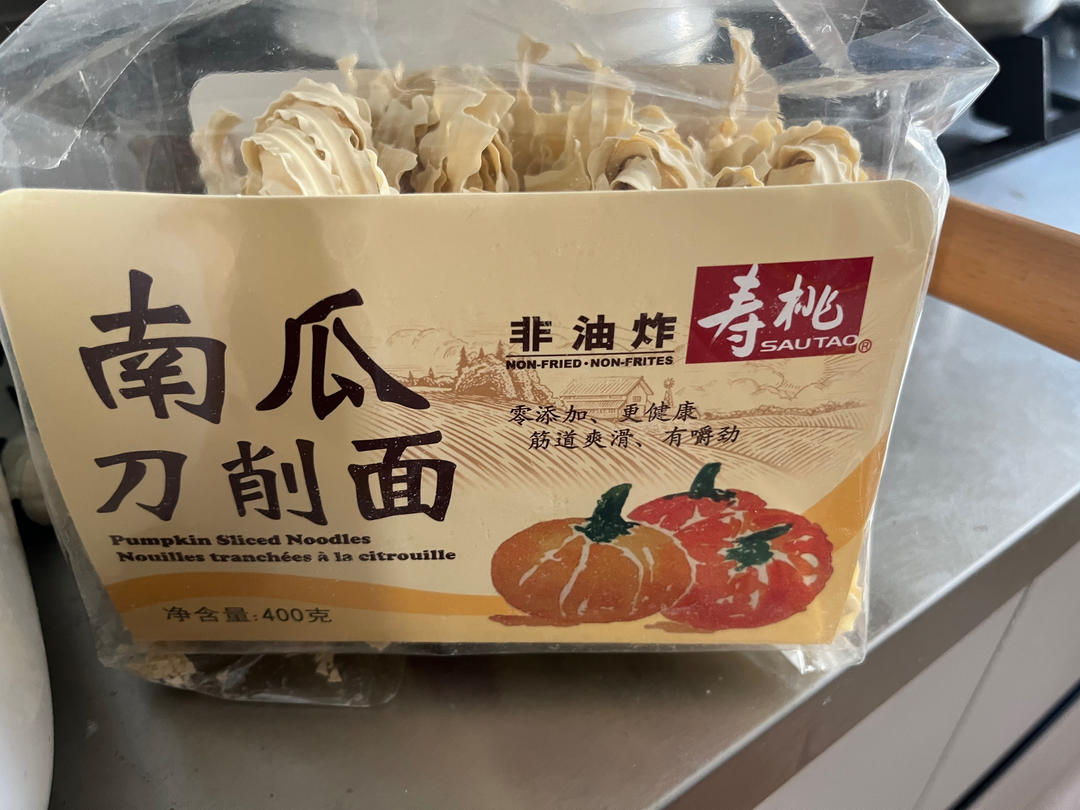 寿桃
SAUTAO®
非油炸
NON-FRIED·NON-FRITES
零添加、更健康
筋道爽滑、有嚼劲
南瓜
刀削面
Pumpkin Sliced Noodles
Nouilles tranchées à la citrouille
净含量:400克